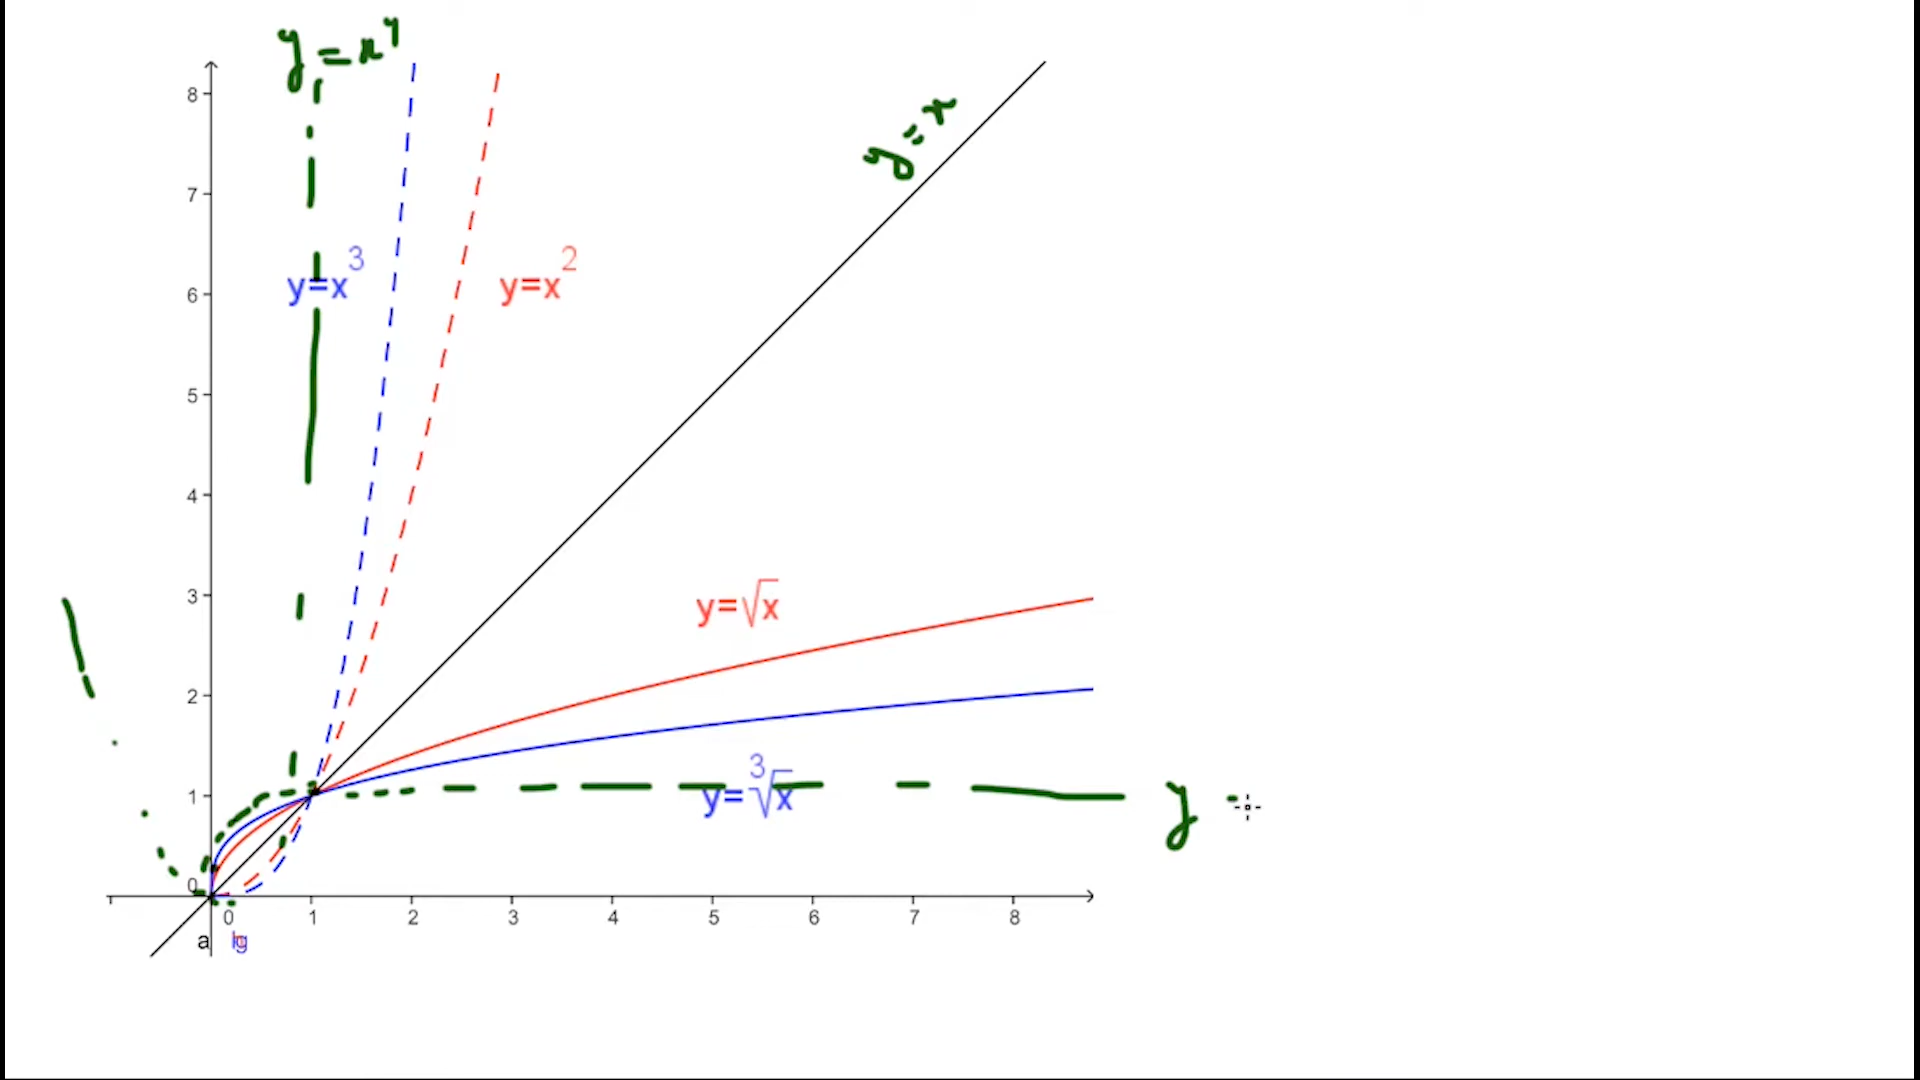 y=x⁴
8
y=x
7
y=x³
y=x²
6
5
4
3
y=√x
2
1
y=∛x
y =
0
0 1 2 3 4 5 6 7 8
a